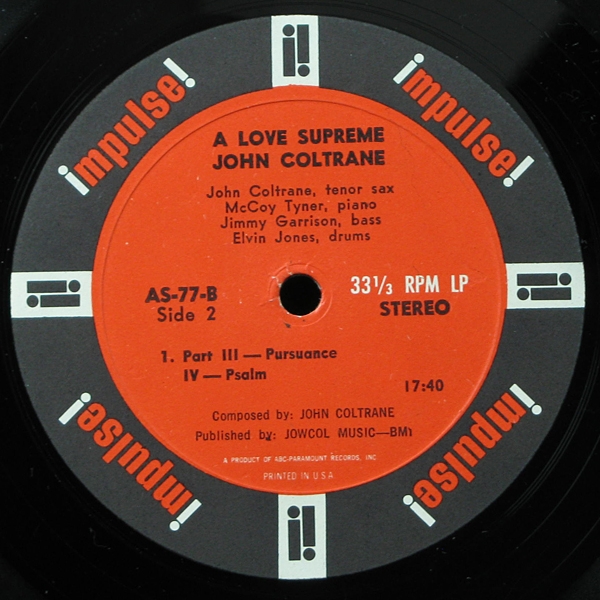 impulse!
impulse!
A LOVE SUPREME
JOHN COLTRANE
John Coltrane, tenor sax
McCoy Tyner, piano
Jimmy Garrison, bass
Elvin Jones, drums
AS-77-B
Side 2
33 1/3 RPM LP
STEREO
1. Part III — Pursuance
IV — Psalm
17:40
Composed by: JOHN COLTRANE
Published by: JOWCOL MUSIC—BMI
A PRODUCT OF ABC-PARAMOUNT RECORDS, INC.
PRINTED IN U.S.A.
impulse!
impulse!